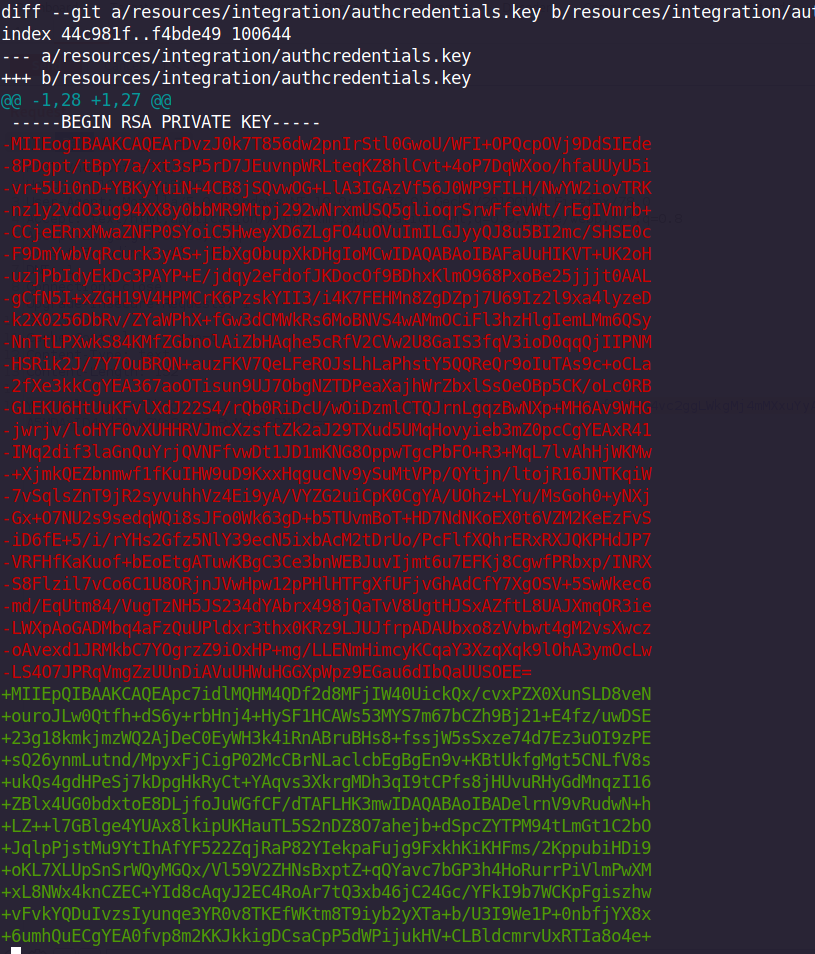 diff --git a/resources/integration/authcredentials.key b/resources/integration/au
index 44c981f..f4bde49 100644
--- a/resources/integration/authcredentials.key
+++ b/resources/integration/authcredentials.key
@@ -1,28 +1,27 @@
 -----BEGIN RSA PRIVATE KEY-----
-MIIEogIBAAKCAQEArDvzJ0k7T856dw2pnIrStl0GwoU/WFI+OPQcpOVj9DdSIEde
-8PDgpt/tBpY7a/xt3sP5rD7JEuvnpWRLteqKZ8hlCvt+4oP7DqWXoo/hfaUUyU5i
-vr+5Ui0nD+YBKyYuiN+4CB8jSQvwOG+LlA3IGAzVf56J0WP9FILH/NwYW2iovTRK
-nz1y2vdO3ug94XX8y0bbMR9Mtpj292wNrxmUSQ5glioqrSrwFfevWt/rEgIVmrb+
-CCjeERnxMwaZNFP0SYoiC5HweyXD6ZLgFO4uOVuImILGJyyQJ8u5BI2mc/SHSE0c
-F9DmYwbVqRcurk3yAS+jEbXgObupXkDHgIoMCwIDAQABAoIBAFaUuHIKVT+UK2oH
-uzjPbIdyEkDc3PAYP+E/jdqy2eFdofJKDocOf9BDhxKlmO968PxoBe25jjjt0AAL
-gCfN5I+xZGH19V4HPMCrK6PzskYII3/i4K7FEHMn8ZgDZpj7U69Iz2l9xa4lyzeD
-k2X0256DbRv/ZYaWPhX+fGw3dCMWkRs6MoBNVS4wAMmOCiFl3hzHlgIemLMm6QSy
-NnTtLPXwkS84KMfZGbnolAiZbHAqhe5cRfV2CVw2U8GaIS3fqV3ioD0qqQjIIPNM
-HSRik2J/7Y7OuBRQN+auzFKV7QeLFeROJsLhLaPhstY5QQReQr9oIuTAs9c+oCLa
-2fXe3kkCgYEA367aoOTisun9UJ7ObgNZTDPeaXajhWrZbxlSsOeOBp5CK/oLc0RB
-GLEKU6HtUuKFvlXdJ22S4/rQb0RiDcU/wOiDzmlCTQJrnLgqzBwNXp+MH6Av9WHG
-jwrjv/loHYF0vXUHHRVJmcXzsftZk2aJ29TXud5UMqHovyieb3mZ0pcCgYEAxR41
-IMq2dif3laGnQuYrjQVNFfvwDt1JD1mKNG8OppwTgcPbFO+R3+MqL7lvAhHjWKMw
-+XjmkQEZbnmwf1fKuIHW9uD9KxxHqgucNv9ySuMtVPp/QYtjn/ltojR16JNTKqiW
-7vSqlsZnT9jR2syvuhhVz4Ei9yA/VYZG2uiCpK0CgYA/UOhz+LYu/MsGoh0+yNXj
-Gx+O7NU2s9sedqWQi8sJFo0Wk63gD+b5TUvmBoT+HD7NdNKoEX0t6VZM2KeEzFvS
-iD6fE+5/i/rYHs2Gfz5NlY39ecN5ixbAcM2tDrUo/PcFlfXQhrERxRXJQKPHdJP7
-VRFHfKaKuof+bEoEtgATuwKBgC3Ce3bnWEBJuvIjmt6u7EFKj8CgwfPRbxp/INRX
-S8Flzil7vCo6C1U8ORjnJVwHpw12pPHlHTFgXfUFjvGhAdCfY7XgOSV+5SwWkec6
-md/EqUtm84/VugTzNH5JS234dYAbrx498jQaTvV8UgtHJSxAZftL8UAJXmqOR3ie
-LWXpAoGADMbq4aFzQuUPldxr3thx0KRz9LJUJfrpADAUbxo8zVvbwt4gM2vsXwcz
-oAvexd1JRMkbC7YOgrzZ9iOxHP+mg/LLENmHimcyKCqaY3XzqXqk9lOhA3ymOcLw
-LS4O7JPRqVmgZzUUnDiAVuUHWuHGGXpWpz9EGau6dIbQaUUSOEE=
+MIIEpQIBAAKCAQEApc7idlMQHM4QDf2d8MFjIW40UickQx/cvxPZX0XunSLD8veN
+ouroJLw0Qtfh+dS6y+rbHnj4+HySF1HCAWs53MYS7m67bCZh9Bj21+E4fz/uwDSE
+23g18kmkjmzWQ2AjDeC0EyWH3k4iRnABruBHs8+fssjW5sSxze74d7Ez3uOI9zPE
+sQ26ynmLutnd/MpyxFjCigP02McCBrNLaclcbEgBgEn9v+KBtUkfgMgt5CNLfV8s
+ukQs4gdHPeSj7kDpgHkRyCt+YAqvs3XkrgMDh3qI9tCPfs8jHUvuRHyGdMnqzI16
+ZBlx4UG0bdxtoE8DLjfoJuWGfCF/dTAFLHK3mwIDAQABAoIBADelrnV9vRudwN+h
+LZ++l7GBlge4YUAx8lkipUKHauTL5S2nDZ8O7ahejb+dSpcZYTPM94tLmGt1C2bO
+JqlpPjstMu9YtIhAfYF522ZqjRaP82YIekpaFujg9FxkhKiKHFms/2KppubiHDi9
+oKL7XLUpSnSrWQyMGQx/Vl59V2ZHNsBxptZ+qQYavc7bGP3h4HoRurrPiVlmPwXM
+xL8NWx4knCZEC+YId8cAqyJ2EC4RoAr7tQ3xb46jC24Gc/YFkI9b7WCKpFgiszhw
+vFvkYQDuIvzsIyunqe3YR0v8TKEfWKtm8T9iyb2yXTa+b/U3I9We1P+0nbfjYX8x
+6umhQuECgYEA0fvp8m2KKJkkigDCsaCpP5dWPijukHV+CLBldcmrvUxRTIa8o4e+